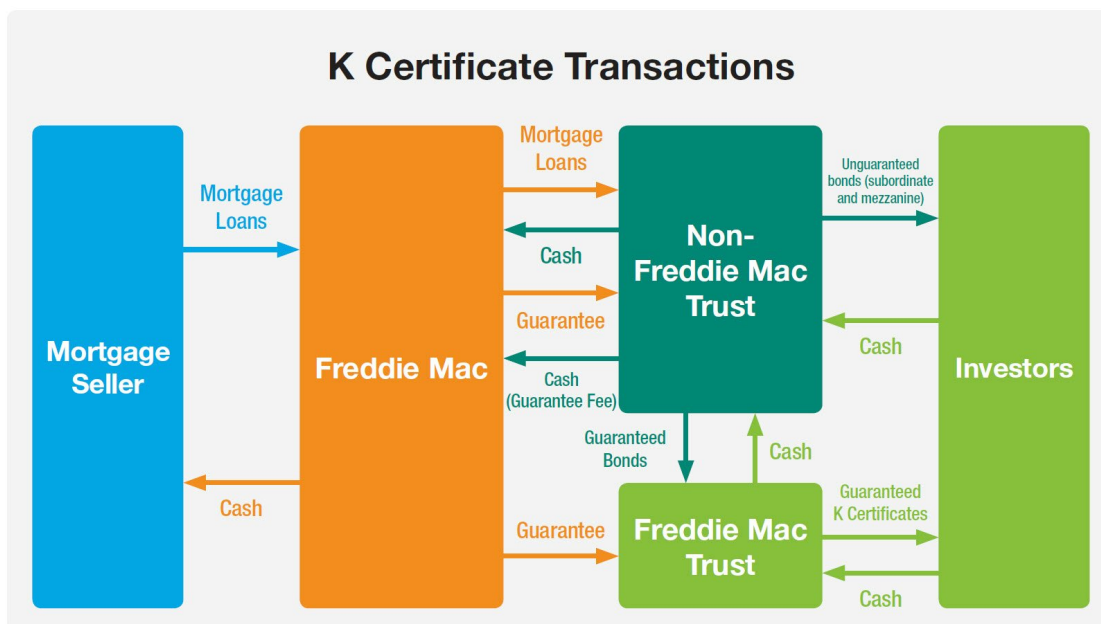 K Certificate Transactions
Mortgage
Seller
Mortgage
Loans
Cash
Freddie Mac
Mortgage
Loans
Cash
Guarantee
Cash
(Guarantee Fee)
Guarantee
Non-
Freddie Mac
Trust
Guaranteed
Bonds
Cash
Freddie Mac
Trust
Unguaranteed
bonds (subordinate
and mezzanine)
Cash
Guaranteed
K Certificates
Cash
Investors